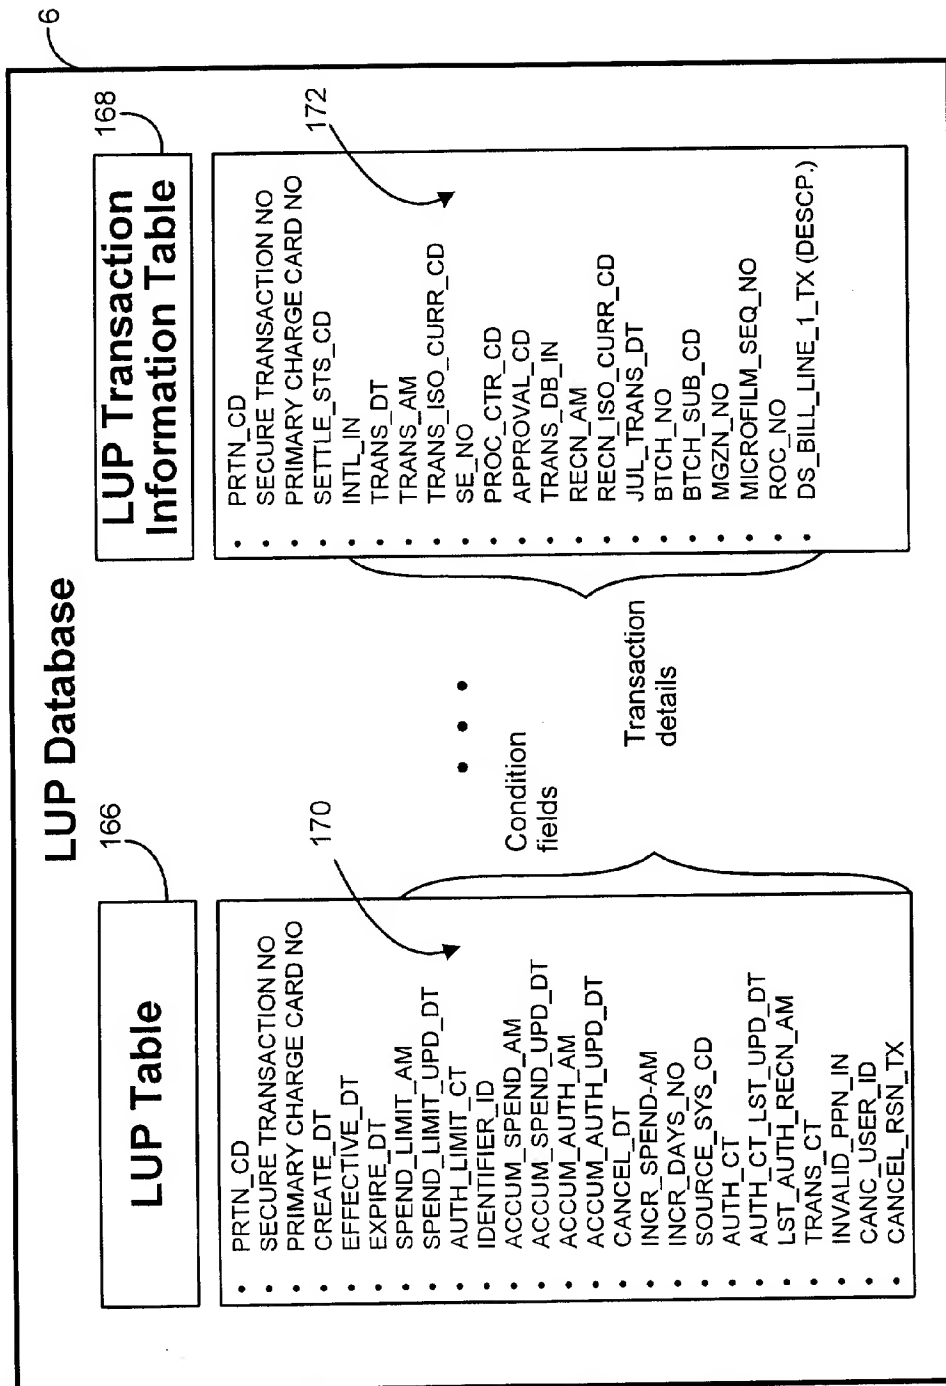 LUP Database
6
166
LUP Table
• PRTN_CD
• SECURE TRANSACTION NO
• PRIMARY CHARGE CARD NO
• CREATE_DT
• EFFECTIVE_DT
• EXPIRE_DT
• SPEND_LIMIT_AM
• SPEND_LIMIT_UPD_DT
• AUTH_LIMIT_CT
• IDENTIFIER_ID
• ACCUM_SPEND_AM
• ACCUM_SPEND_UPD_DT
• ACCUM_AUTH_AM
• ACCUM_AUTH_UPD_DT
• CANCEL_DT
• INCR_SPEND-AM
• INCR_DAYS_NO
• SOURCE_SYS_CD
• AUTH_CT
• AUTH_CT_LST_UPD_DT
• LST_AUTH_RECN_AM
• TRANS_CT
• INVALID_PPN_IN
• CANC_USER_ID
• CANCEL_RSN_TX
170
Condition
fields
• • •
Transaction
details
168
LUP Transaction
Information Table
• PRTN_CD
• SECURE TRANSACTION NO
• PRIMARY CHARGE CARD NO
• SETTLE_STS_CD
• INTL_IN
• TRANS_DT
• TRANS_AM
• TRANS_ISO_CURR_CD
• SE_NO
• PROC_CTR_CD
• APPROVAL_CD
• TRANS_DB_IN
• RECN_AM
• RECN_ISO_CURR_CD
• JUL_TRANS_DT
• BTCH_NO
• BTCH_SUB_CD
• MGZN_NO
• MICROFILM_SEQ_NO
• ROC_NO
• DS_BILL_LINE_1_TX (DESCP.)
172